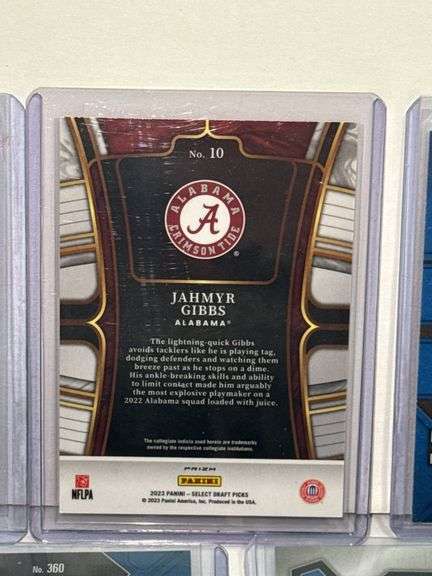 No. 10
ALABAMA
A
CRIMSON TIDE
®
JAHMYR
GIBBS
ALABAMA®
The lightning-quick Gibbs
avoids tacklers like he is playing tag,
dodging defenders and watching them
breeze past as he stops on a dime.
His ankle-breaking skills and ability
to limit contact made him arguably
the most explosive playmaker on a
2022 Alabama squad loaded with juice.
The collegiate indicia used herein are trademarks
owned by the respective collegiate institutions.
PRIZM
NFLPA
PANINI
2023 PANINI – SELECT DRAFT PICKS
© 2023 Panini America, Inc. Produced in the USA.
No. 360